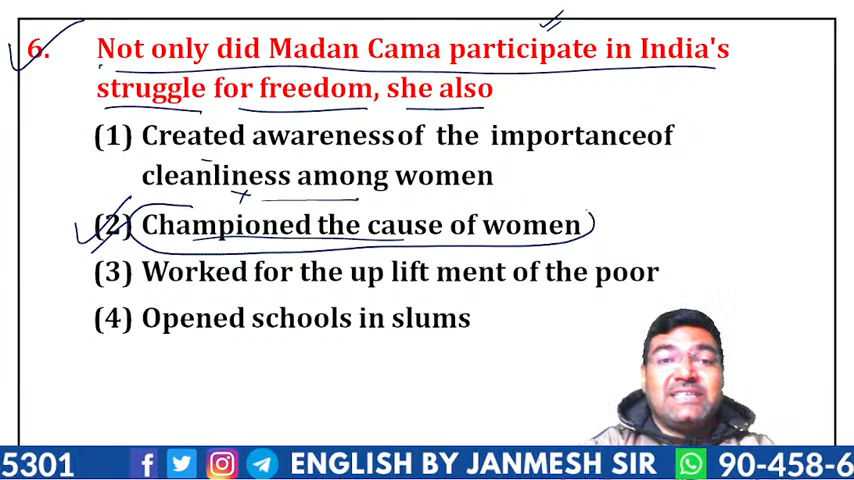 6. Not only did Madan Cama participate in India's
struggle for freedom, she also
(1) Created awareness of the importanceof
cleanliness among women
(2) Championed the cause of women
(3) Worked for the up lift ment of the poor
(4) Opened schools in slums
5301 ENGLISH BY JANMESH SIR 90-458-6